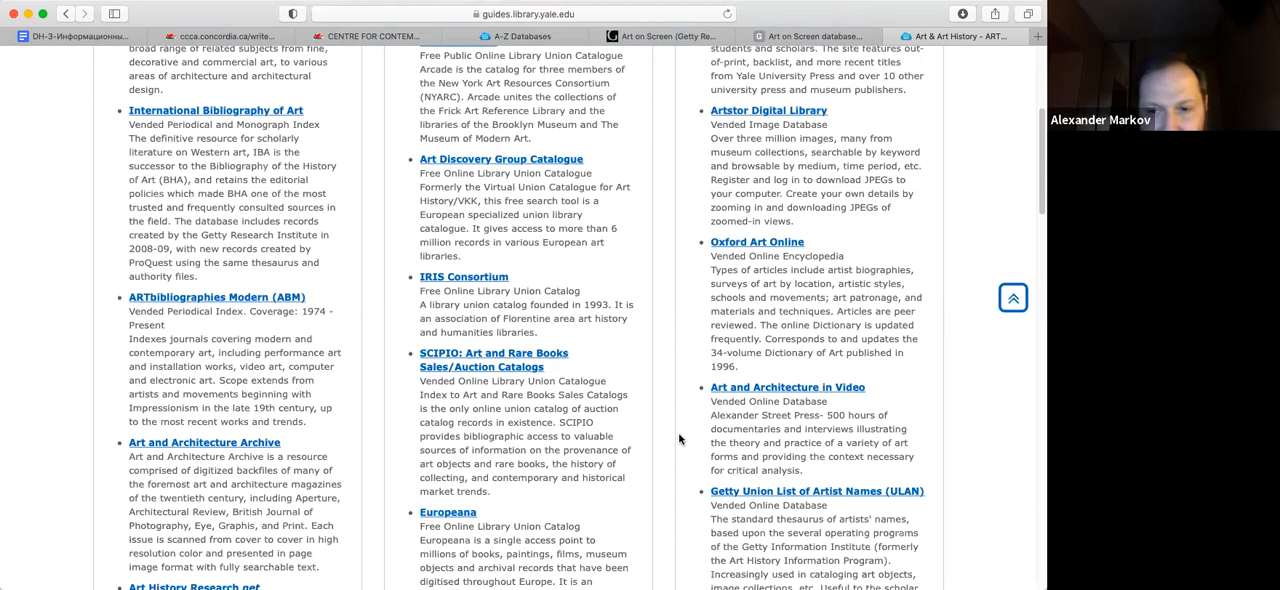 guides.library.yale.edu
DH-3-Информационны...
ccca.concordia.ca/write...
CENTRE FOR CONTEM...
A-Z Databases
Art on Screen (Getty Re...
Art on Screen database...
Art & Art History - ART...
broad range of related subjects from fine,
decorative and commercial art, to various
areas of architecture and architectural
design.
International Bibliography of Art
Vended Periodical and Monograph Index
The definitive resource for scholarly
literature on Western art, IBA is the
successor to the Bibliography of the History
of Art (BHA), and retains the editorial
policies which made BHA one of the most
trusted and frequently consulted sources in
the field. The database includes records
created by the Getty Research Institute in
2008-09, with new records created by
ProQuest using the same thesaurus and
authority files.
ARTbibliographies Modern (ABM)
Vended Periodical Index. Coverage: 1974 -
Present
Indexes journals covering modern and
contemporary art, including performance art
and installation works, video art, computer
and electronic art. Scope extends from
artists and movements beginning with
Impressionism in the late 19th century, up
to the most recent works and trends.
Art and Architecture Archive
Art and Architecture Archive is a resource
comprised of digitized backfiles of many of
the foremost art and architecture magazines
of the twentieth century, including Aperture,
Architectural Review, British Journal of
Photography, Eye, Graphis, and Print. Each
issue is scanned from cover to cover in high
resolution color and presented in page
image format with fully searchable text.
Art History Research net
Free Public Online Library Union Catalogue
Arcade is the catalog for three members of
the New York Art Resources Consortium
(NYARC). Arcade unites the collections of
the Frick Art Reference Library and the
libraries of the Brooklyn Museum and The
Museum of Modern Art.
Art Discovery Group Catalogue
Free Online Library Union Catalogue
Formerly the Virtual Union Catalogue for Art
History/VKK, this free search tool is a
European specialized union library
catalogue. It gives access to more than 6
million records in various European art
libraries.
IRIS Consortium
Free Online Library Union Catalog
A library union catalog founded in 1993. It is
an association of Florentine area art history
and humanities libraries.
SCIPIO: Art and Rare Books
Sales/Auction Catalogs
Vended Online Library Union Catalogue
Index to Art and Rare Books Sales Catalogs
is the only online union catalog of auction
catalog records in existence. SCIPIO
provides bibliographic access to valuable
sources of information on the provenance of
art objects and rare books, the history of
collecting, and contemporary and historical
market trends.
Europeana
Free Online Library Union Catalog
Europeana is a single access point to
millions of books, paintings, films, museum
objects and archival records that have been
digitised throughout Europe. It is an
students and scholars. The site features out-
of-print, backlist, and more recent titles
from Yale University Press and over 10 other
university press and museum publishers.
Artstor Digital Library
Vended Image Database
Over three million images, many from
museum collections, searchable by keyword
and browsable by medium, time period, etc.
Register and log in to download JPEGs to
your computer. Create your own details by
zooming in and downloading JPEGs of
zoomed-in views.
Oxford Art Online
Vended Online Encyclopedia
Types of articles include artist biographies,
surveys of art by location, artistic styles,
schools and movements; art patronage, and
materials and techniques. Articles are peer
reviewed. The online Dictionary is updated
frequently. Corresponds to and updates the
34-volume Dictionary of Art published in
1996.
Art and Architecture in Video
Vended Online Database
Alexander Street Press- 500 hours of
documentaries and interviews illustrating
the theory and practice of a variety of art
forms and providing the context necessary
for critical analysis.
Getty Union List of Artist Names (ULAN)
Vended Online Database
The standard thesaurus of artists' names,
based upon the several operating programs
of the Getty Information Institute (formerly
the Art History Information Program).
Increasingly used in cataloging art objects,
image collections, etc. Useful to the scholar
Alexander Markov